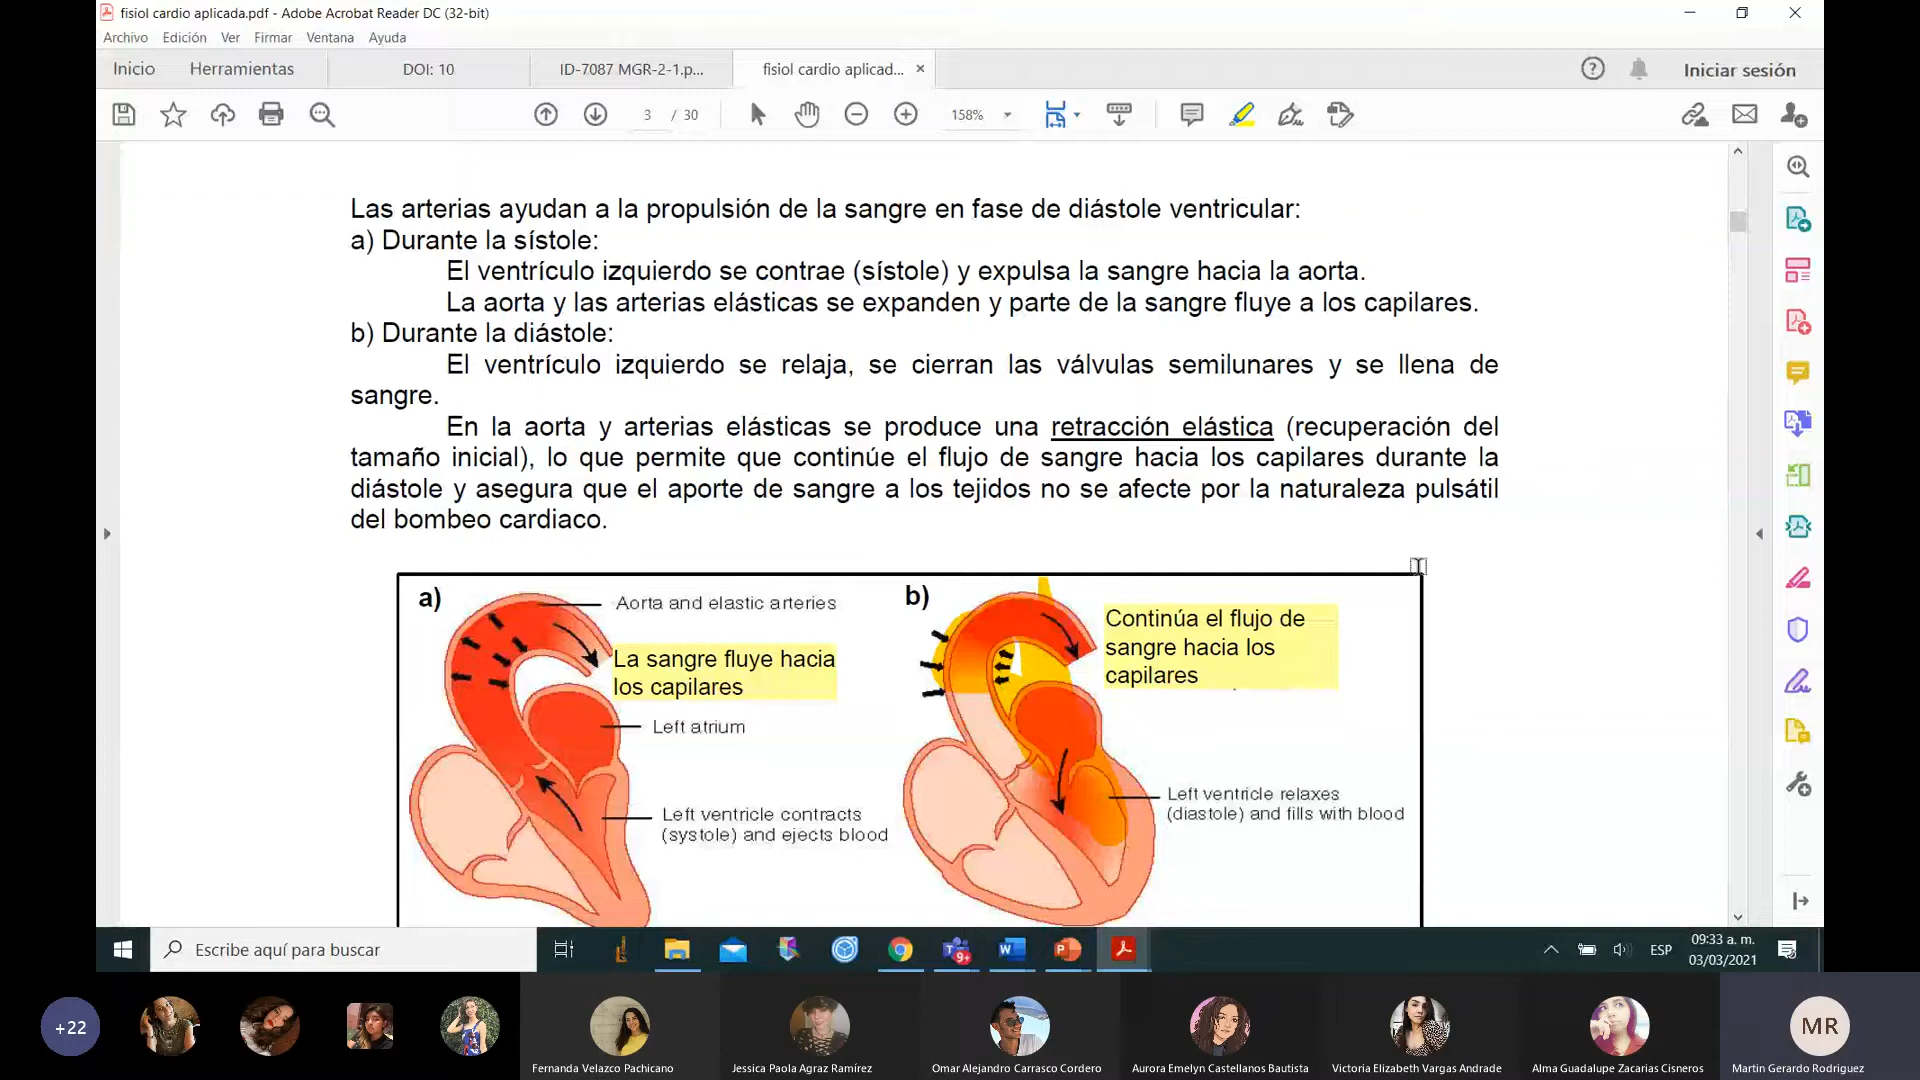 fisiol cardio aplicada.pdf - Adobe Acrobat Reader DC (32-bit)
Archivo Edición Ver Firmar Ventana Ayuda
Inicio Herramientas DOI: 10 ID-7087 MGR-2-1.p... fisiol cardio aplicad... Iniciar sesión
3 / 30 158%
Las arterias ayudan a la propulsión de la sangre en fase de diástole ventricular:
a) Durante la sístole:
El ventrículo izquierdo se contrae (sístole) y expulsa la sangre hacia la aorta.
La aorta y las arterias elásticas se expanden y parte de la sangre fluye a los capilares.
b) Durante la diástole:
El ventrículo izquierdo se relaja, se cierran las válvulas semilunares y se llena de
sangre.
En la aorta y arterias elásticas se produce una retracción elástica (recuperación del
tamaño inicial), lo que permite que continúe el flujo de sangre hacia los capilares durante la
diástole y asegura que el aporte de sangre a los tejidos no se afecte por la naturaleza pulsátil
del bombeo cardiaco.
a)
Aorta and elastic arteries
La sangre fluye hacia
los capilares
Left atrium
Left ventricle contracts
(systole) and ejects blood
b)
Continúa el flujo de
sangre hacia los
capilares
Left ventricle relaxes
(diastole) and fills with blood
Escribe aquí para buscar
9+
ESP
09:33 a. m.
03/03/2021
+22
MR
Fernanda Velazco Pachicano
Jessica Paola Agraz Ramírez
Omar Alejandro Carrasco Cordero
Aurora Emelyn Castellanos Bautista
Victoria Elizabeth Vargas Andrade
Alma Guadalupe Zacarias Cisneros
Martin Gerardo Rodriguez